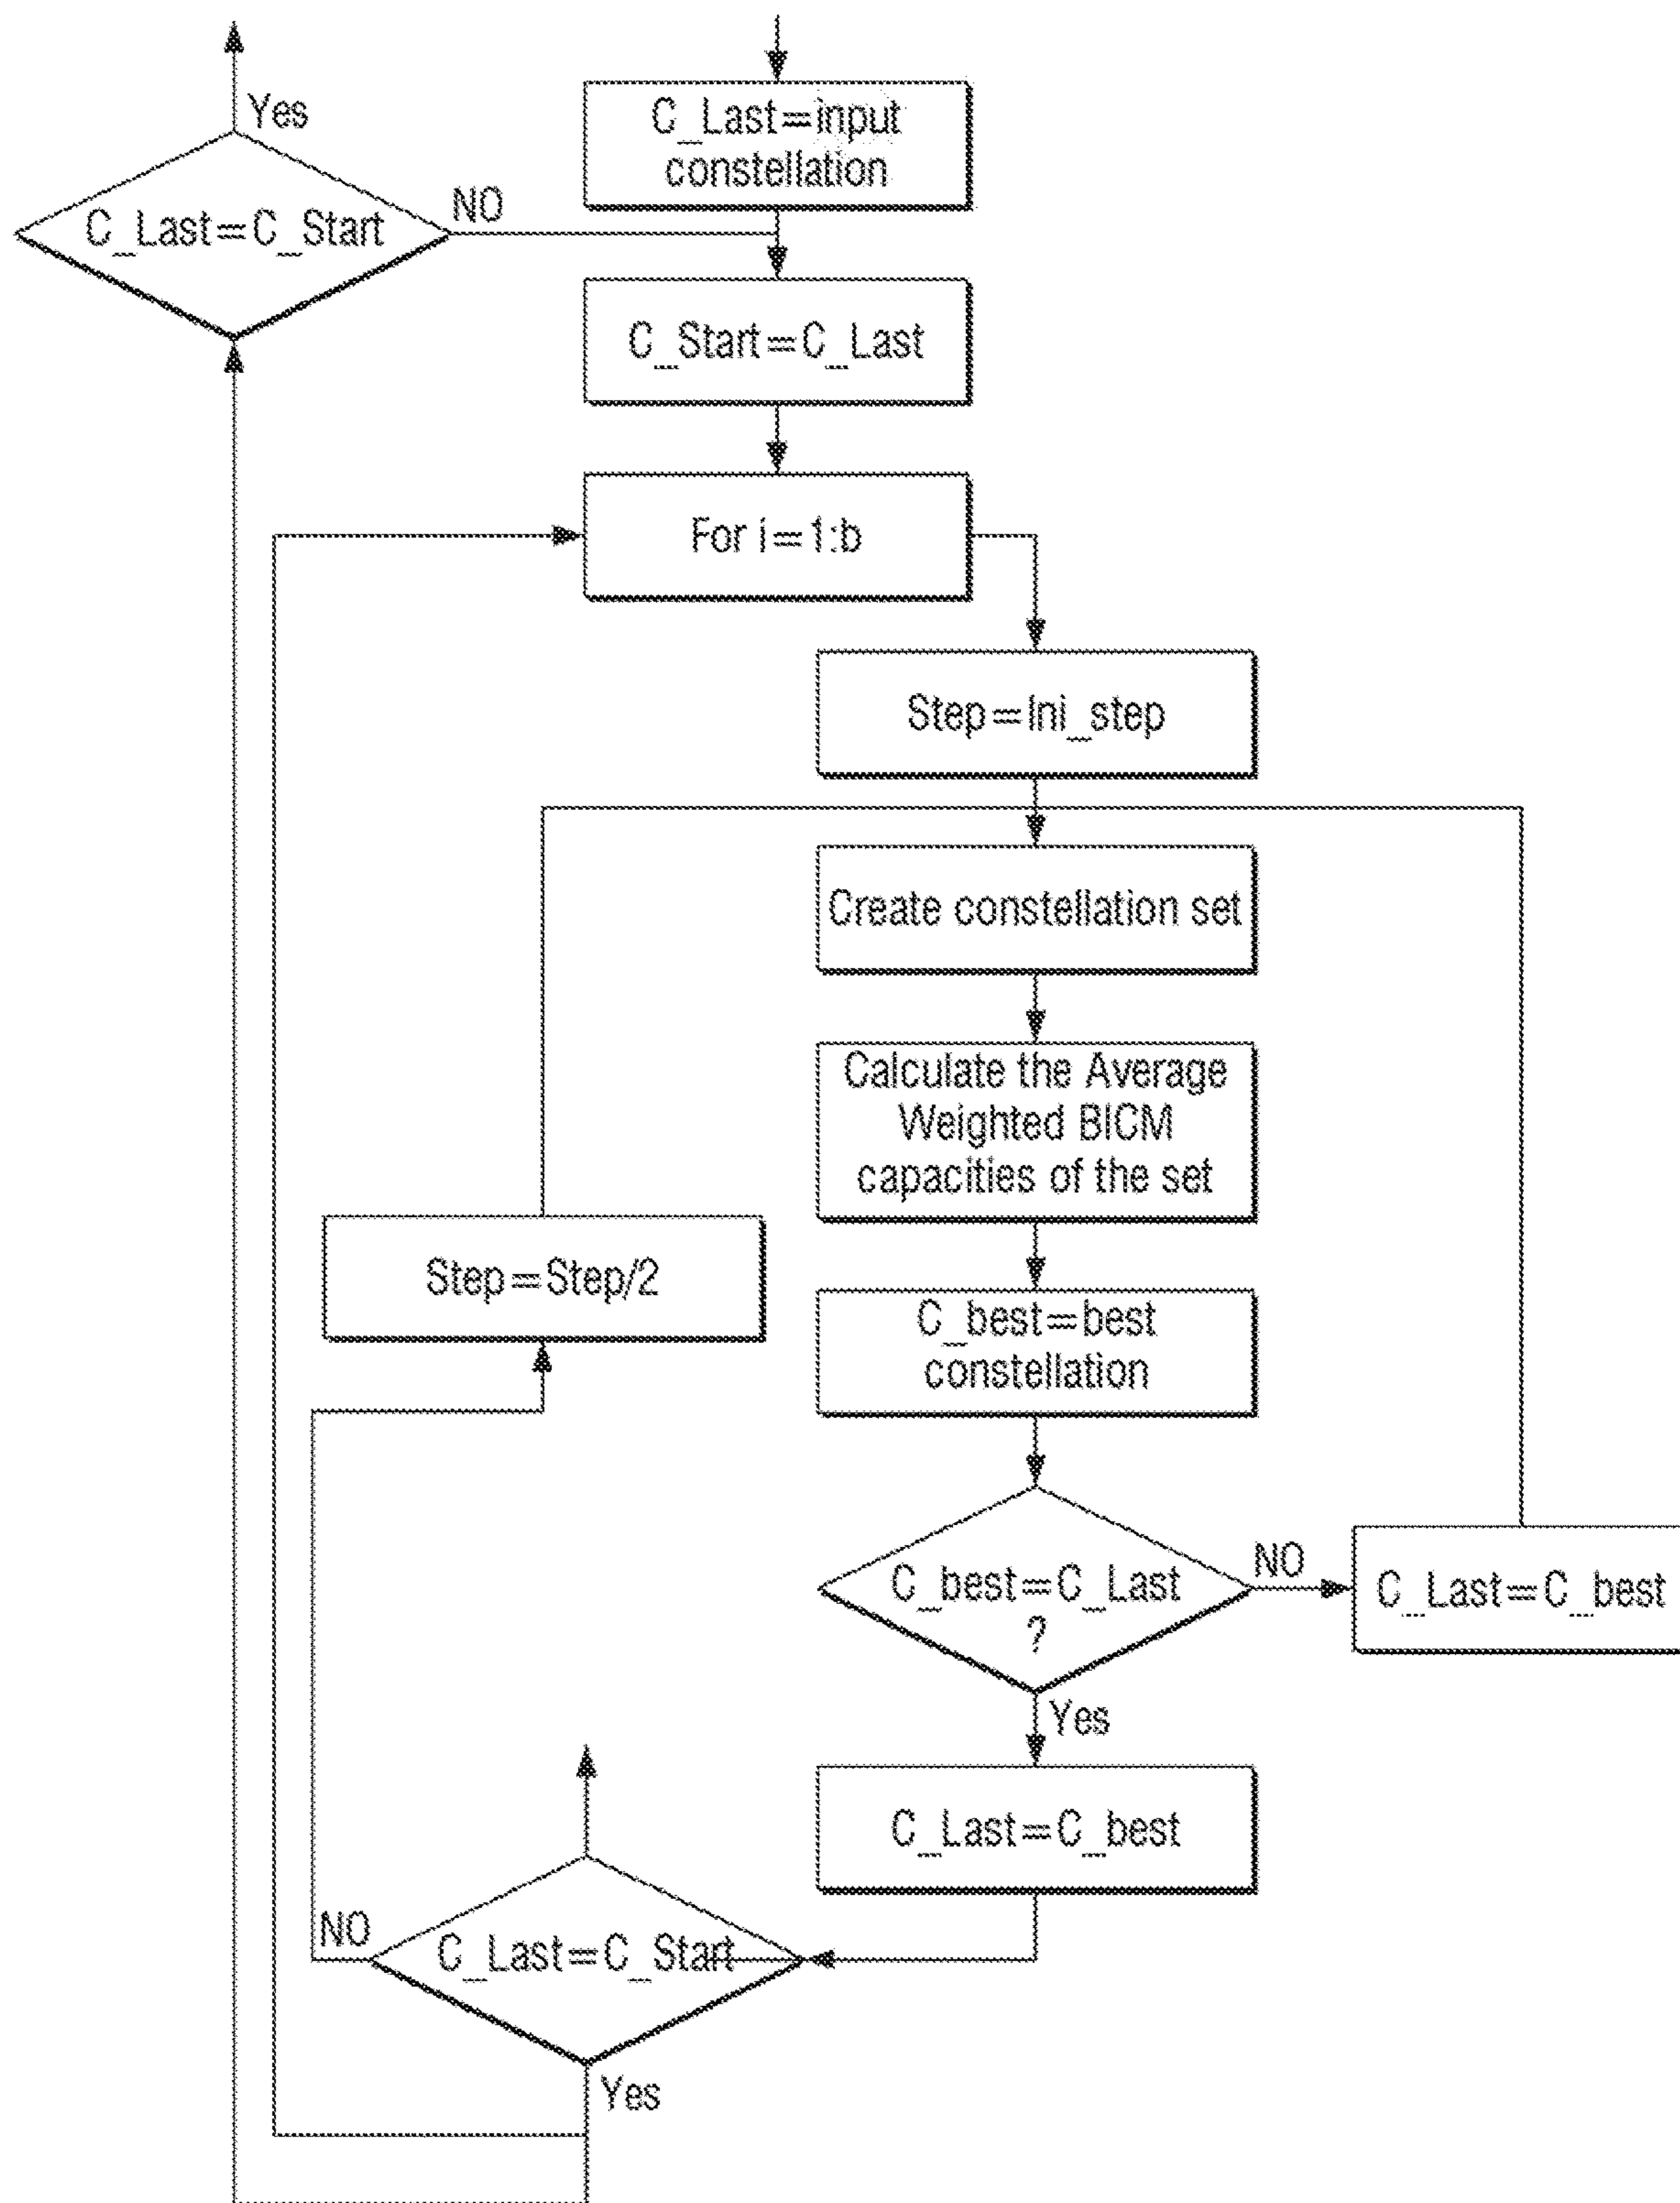 Yes
C_Last=input
constellation
C_Last=C_Start
NO
C_Start=C_Last
For i=1:b
Step=Ini_step
Create constellation set
Calculate the Average
Weighted BICM
capacities of the set
Step=Step/2
C_best=best
constellation
C_best=C_Last
?
NO
C_Last=C_best
Yes
C_Last=C_best
NO
C_Last=C_Start
Yes